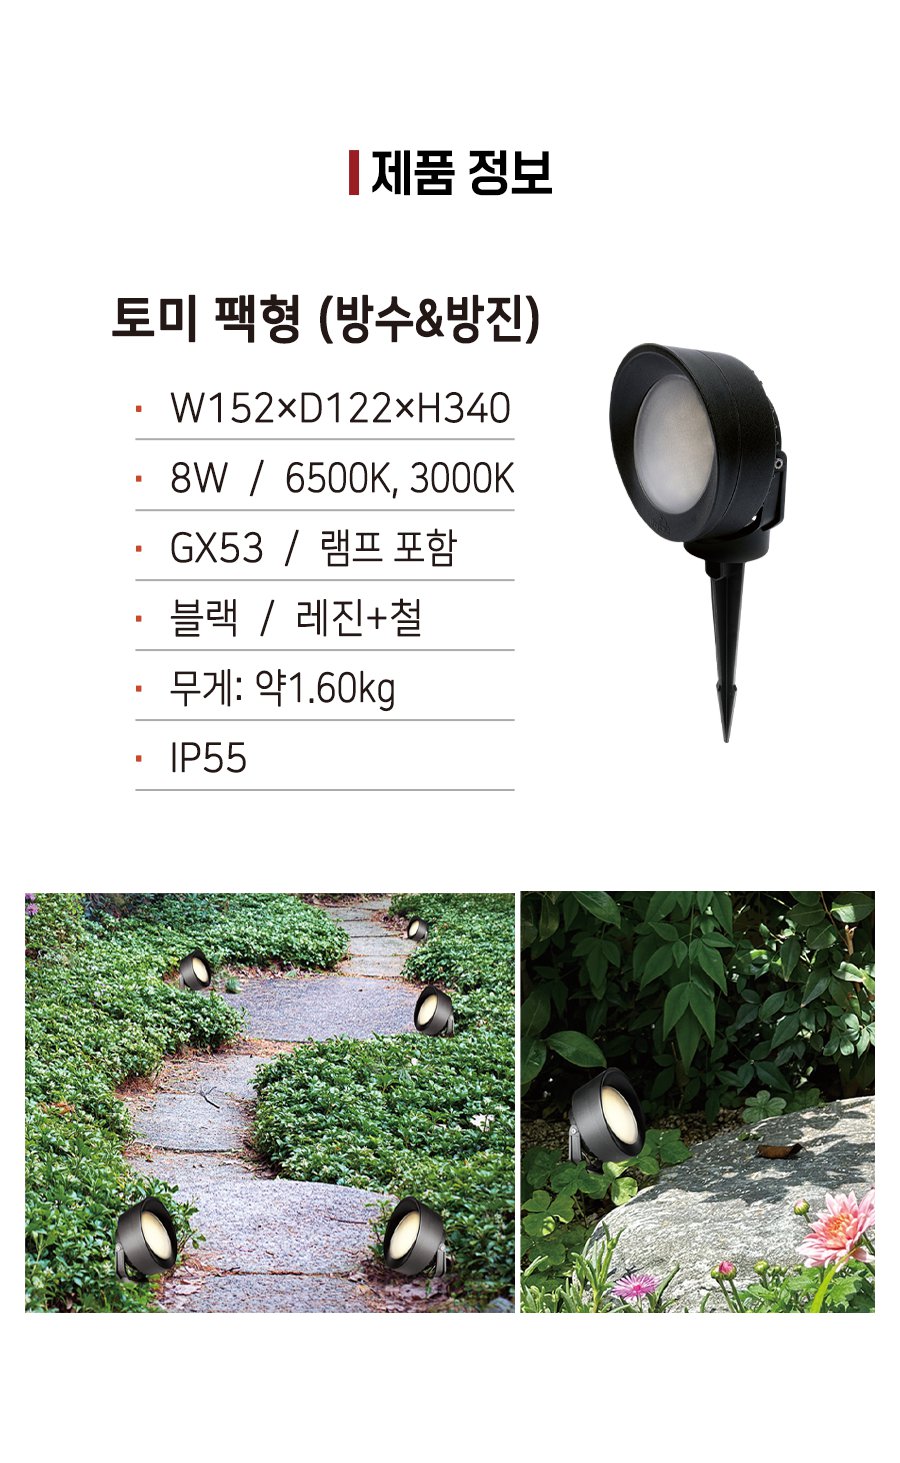 제품 정보
토미 팩형 (방수&방진)
· W152×D122×H340
· 8W / 6500K, 3000K
· GX53 / 램프 포함
· 블랙 / 레진+철
· 무게: 약1.60kg
· IP55